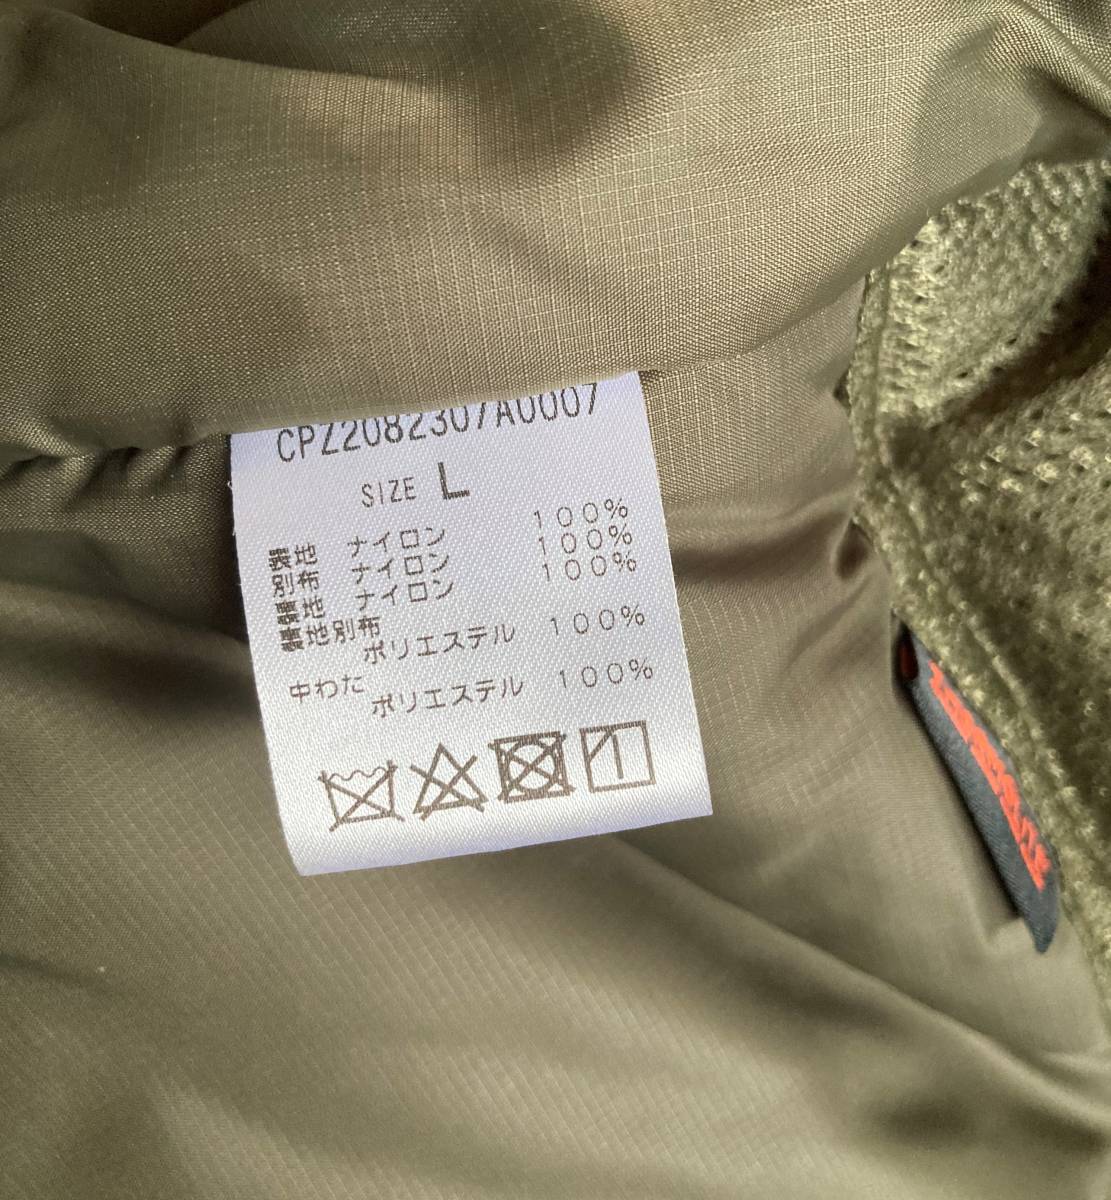 CPZ2082307A0007
SIZE L
表地 ナイロン 100%
別布 ナイロン 100%
裏地 ナイロン 100%
裏地別布
ポリエステル 100%
中わた
ポリエステル 100%